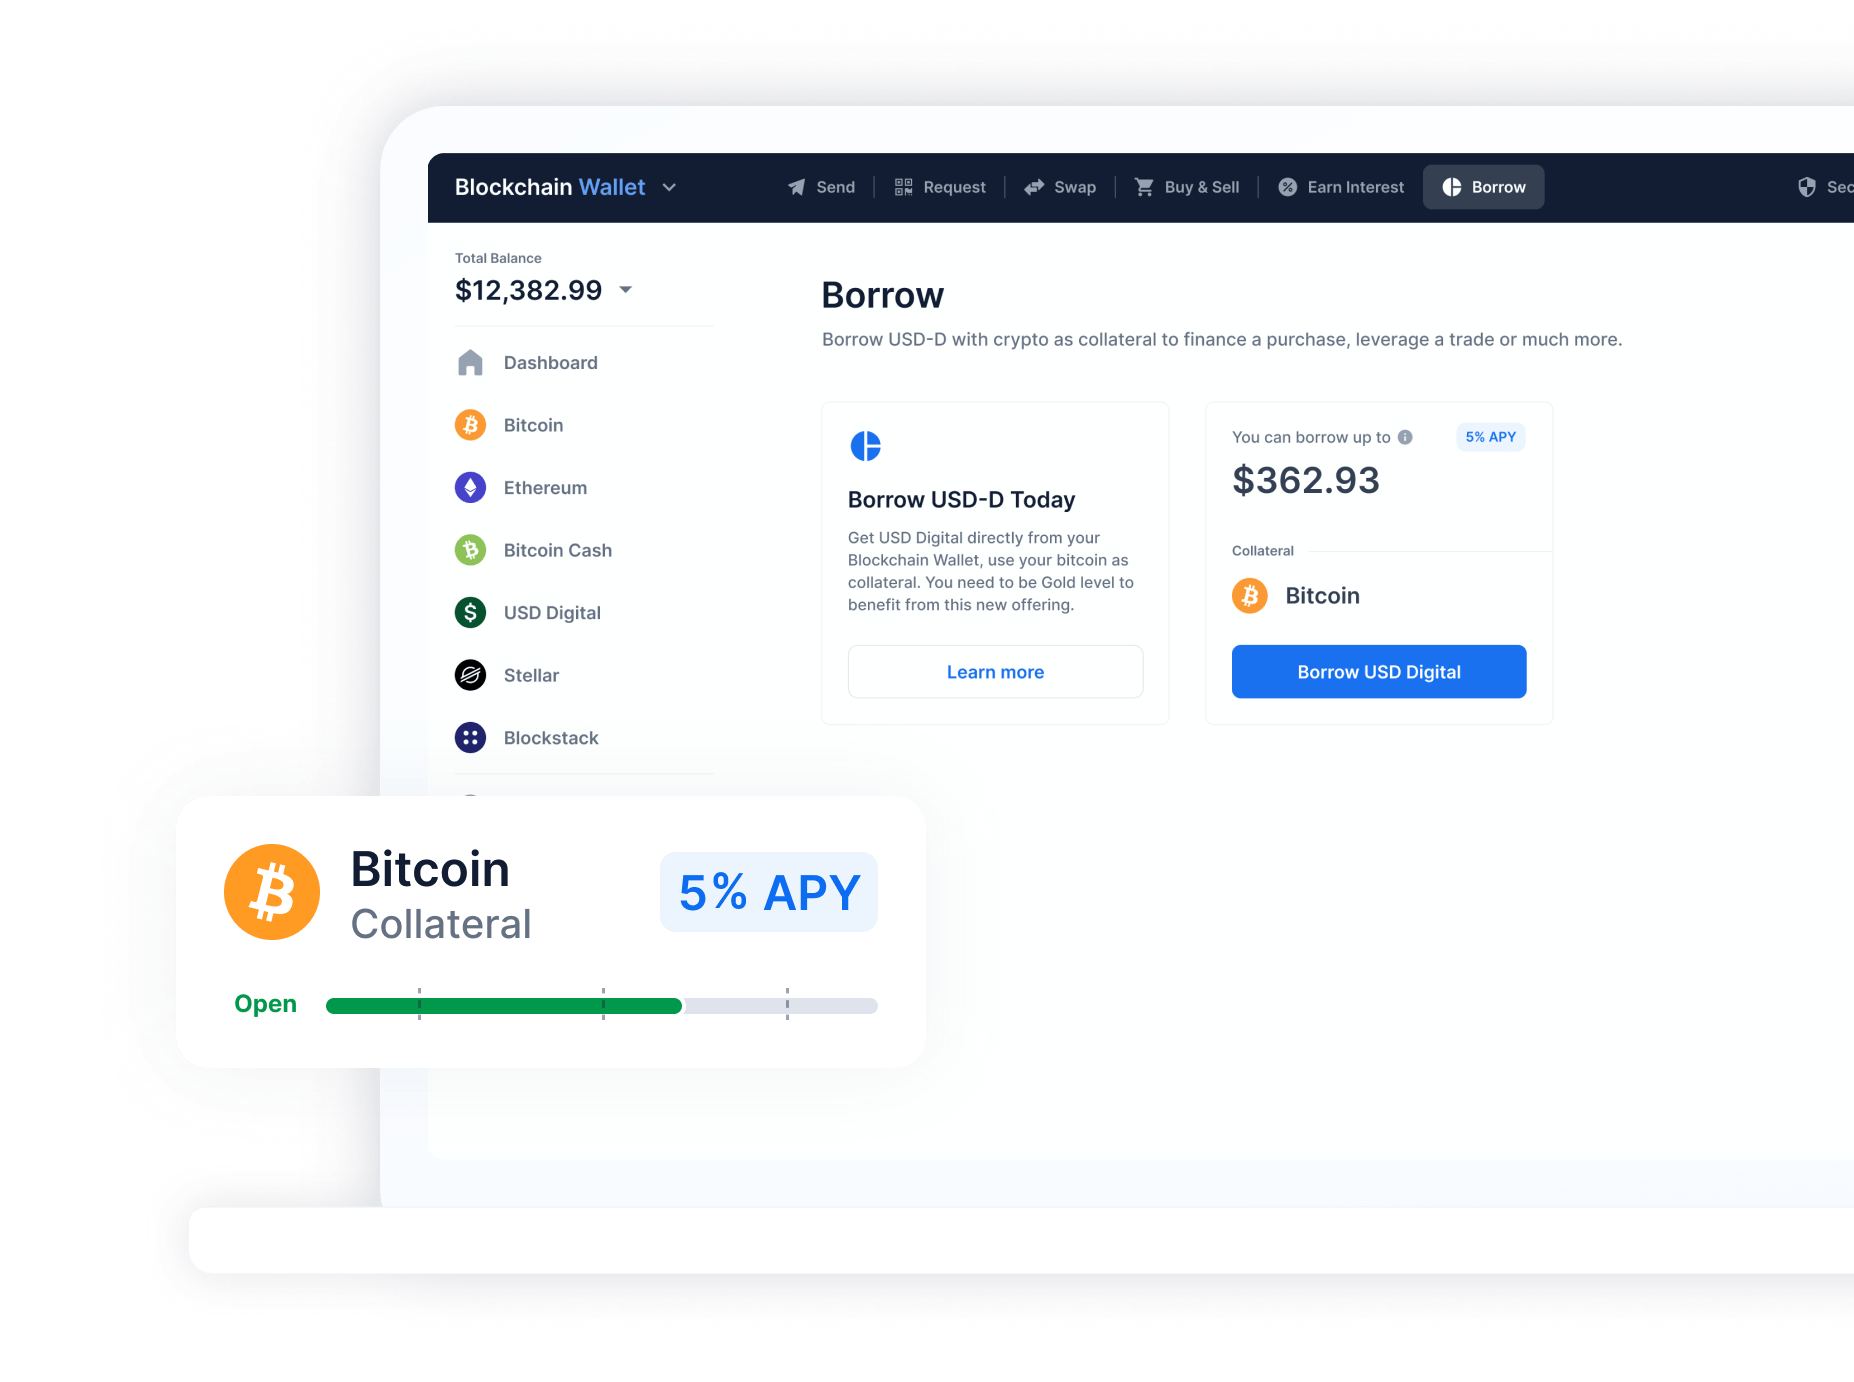 Blockchain Wallet
Send
Request
Swap
Buy & Sell
Earn Interest
Borrow
Sec
Total Balance
$12,382.99
Dashboard
Bitcoin
Ethereum
Bitcoin Cash
USD Digital
Stellar
Blockstack
Borrow
Borrow USD-D with crypto as collateral to finance a purchase, leverage a trade or much more.
Borrow USD-D Today
Get USD Digital directly from your
Blockchain Wallet, use your bitcoin as
collateral. You need to be Gold level to
benefit from this new offering.
Learn more
You can borrow up to
5% APY
$362.93
Collateral
Bitcoin
Borrow USD Digital
Bitcoin
Collateral
5% APY
Open